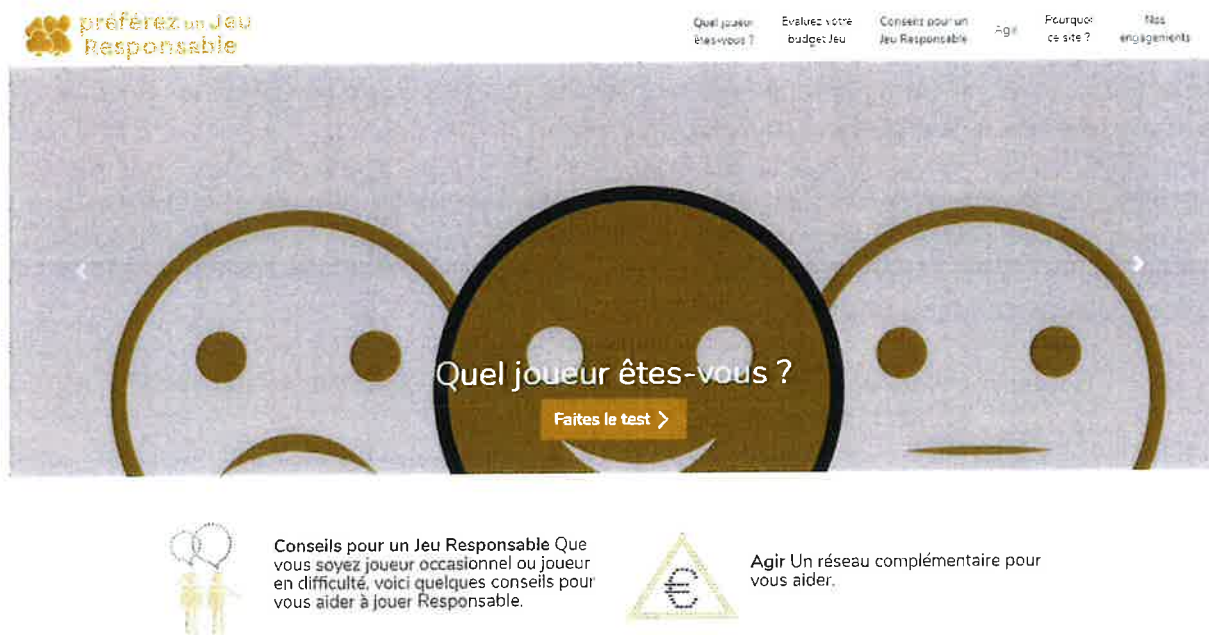 préférez un Jeu
Responsable
Quel joueur
êtes-vous ?
Evaluez votre
budget Jeu
Conseils pour un
Jeu Responsable
Agir
Pourquoi
ce site ?
Nos
engagements
Quel joueur êtes-vous ?
Faites le test >
Conseils pour un Jeu Responsable Que
vous soyez joueur occasionnel ou joueur
en difficulté, voici quelques conseils pour
vous aider à jouer Responsable.
€
Agir Un réseau complémentaire pour
vous aider.